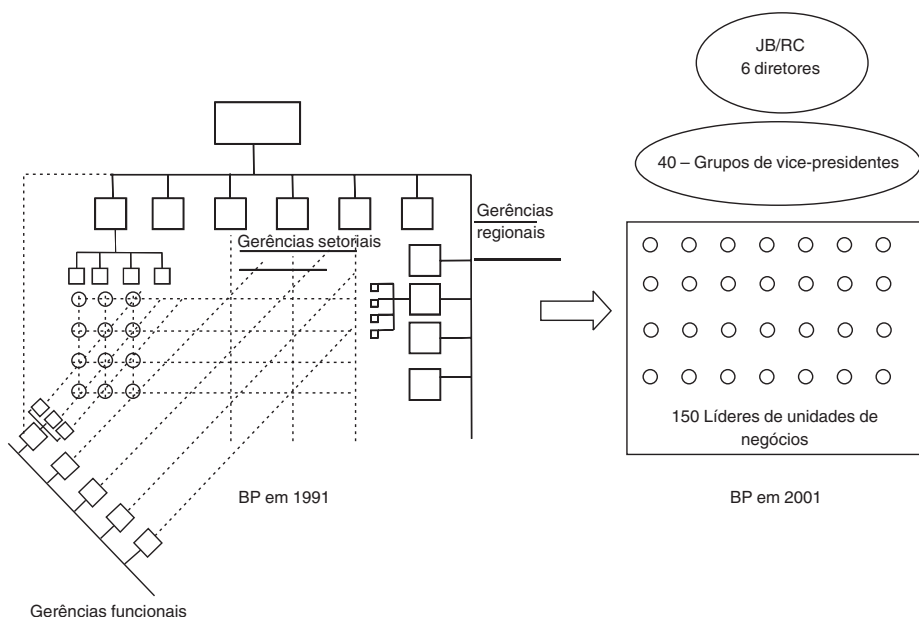 JB/RC
6 diretores
40 – Grupos de vice-presidentes
Gerências
regionais
Gerências setoriais
150 Líderes de unidades de
negócios
BP em 1991
BP em 2001
Gerências funcionais